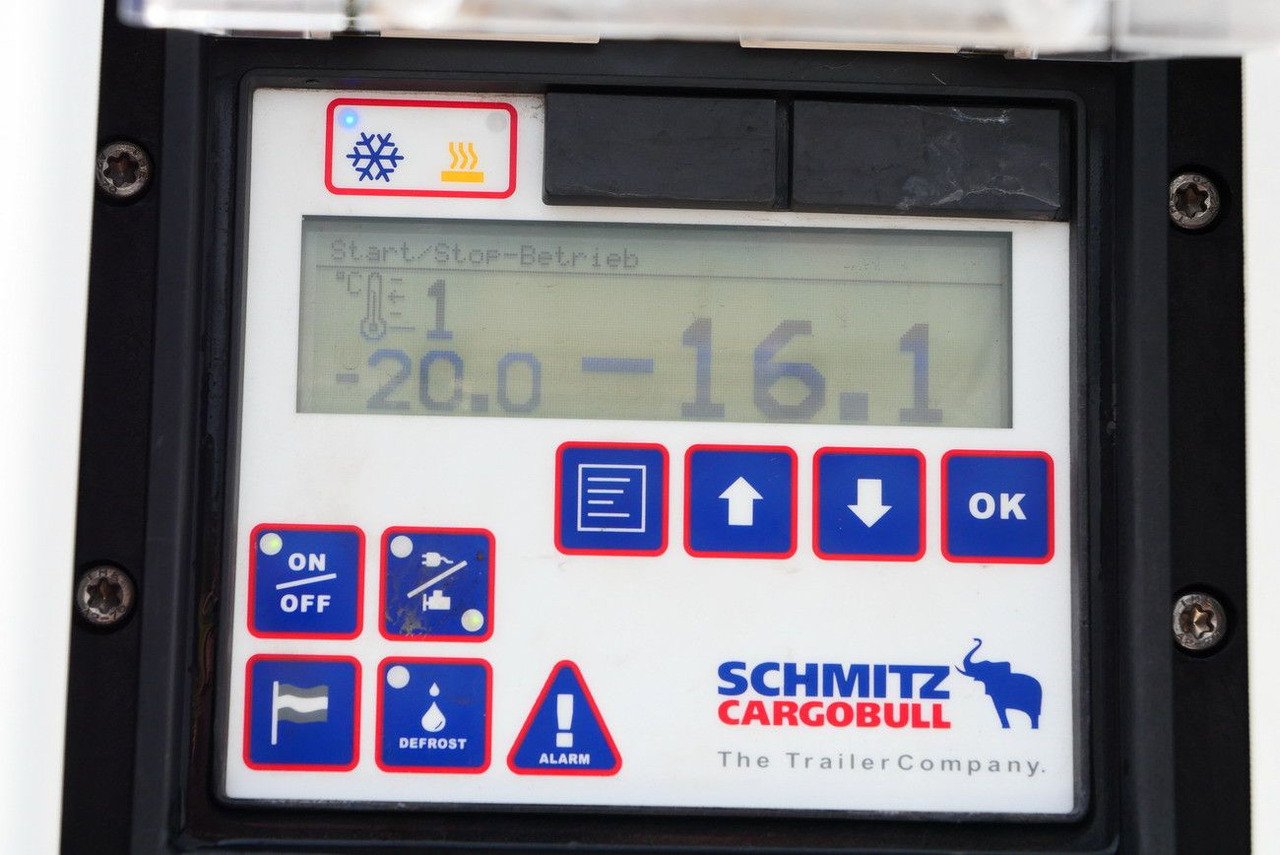 Start/Stop-Betrieb
°C 1
-20.0 -16.1
OK
ON
OFF
DEFROST
ALARM
SCHMITZ
CARGOBULL
The TrailerCompany.